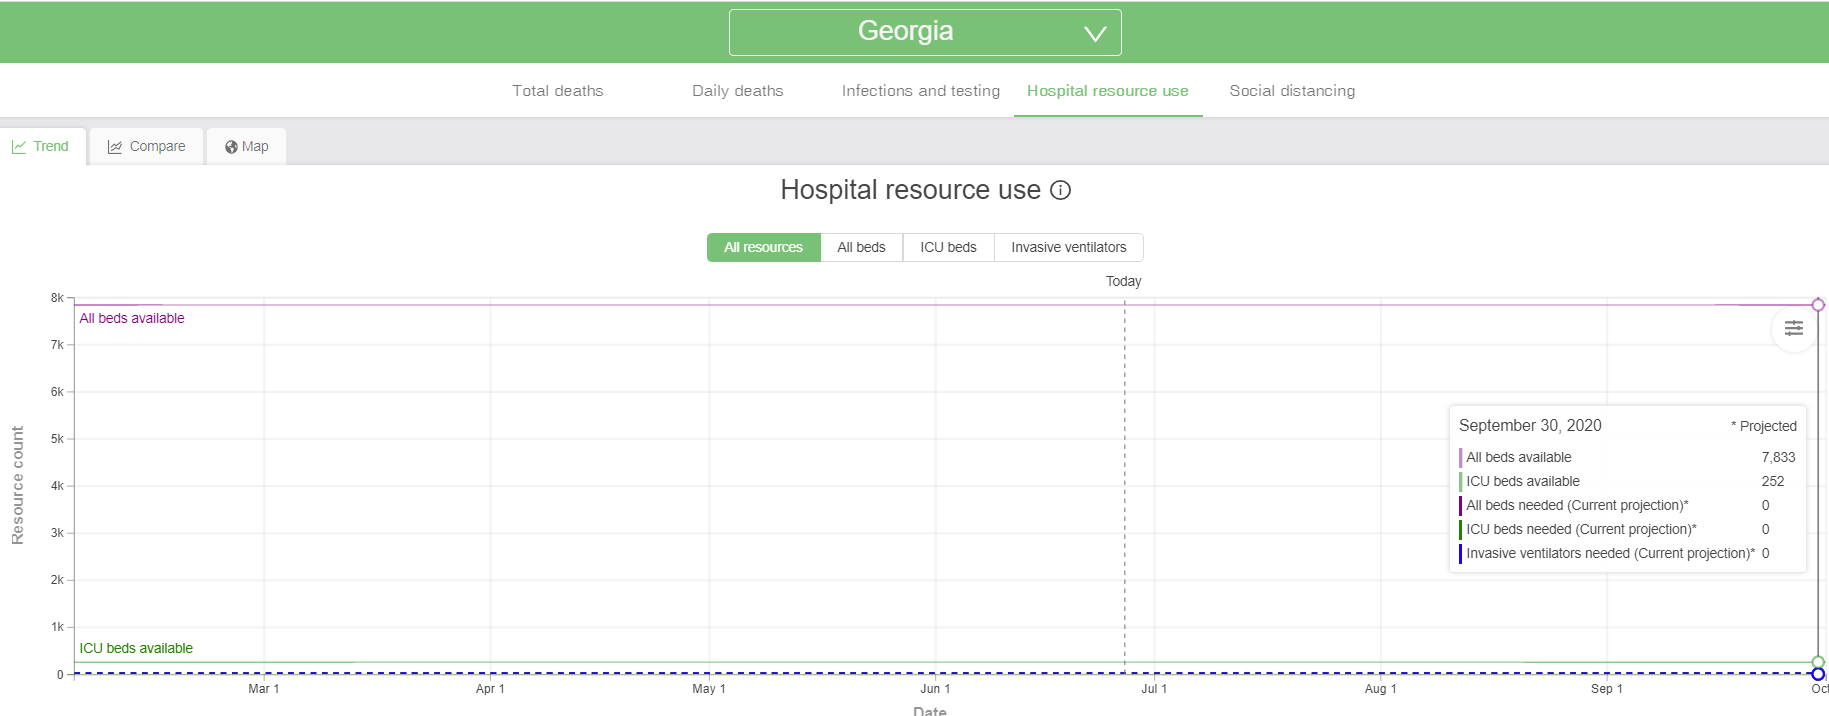 Georgia
Total deaths Daily deaths Infections and testing Hospital resource use Social distancing
Trend Compare Map
Hospital resource use
All resources All beds ICU beds Invasive ventilators
Today
8k
All beds available
7k
6k
5k
4k
3k
2k
1k
ICU beds available
0
Resource count
September 30, 2020 * Projected
All beds available 7,833
ICU beds available 252
All beds needed (Current projection)* 0
ICU beds needed (Current projection)* 0
Invasive ventilators needed (Current projection)* 0
Mar 1 Apr 1 May 1 Jun 1 Jul 1 Aug 1 Sep 1 Oct
Date